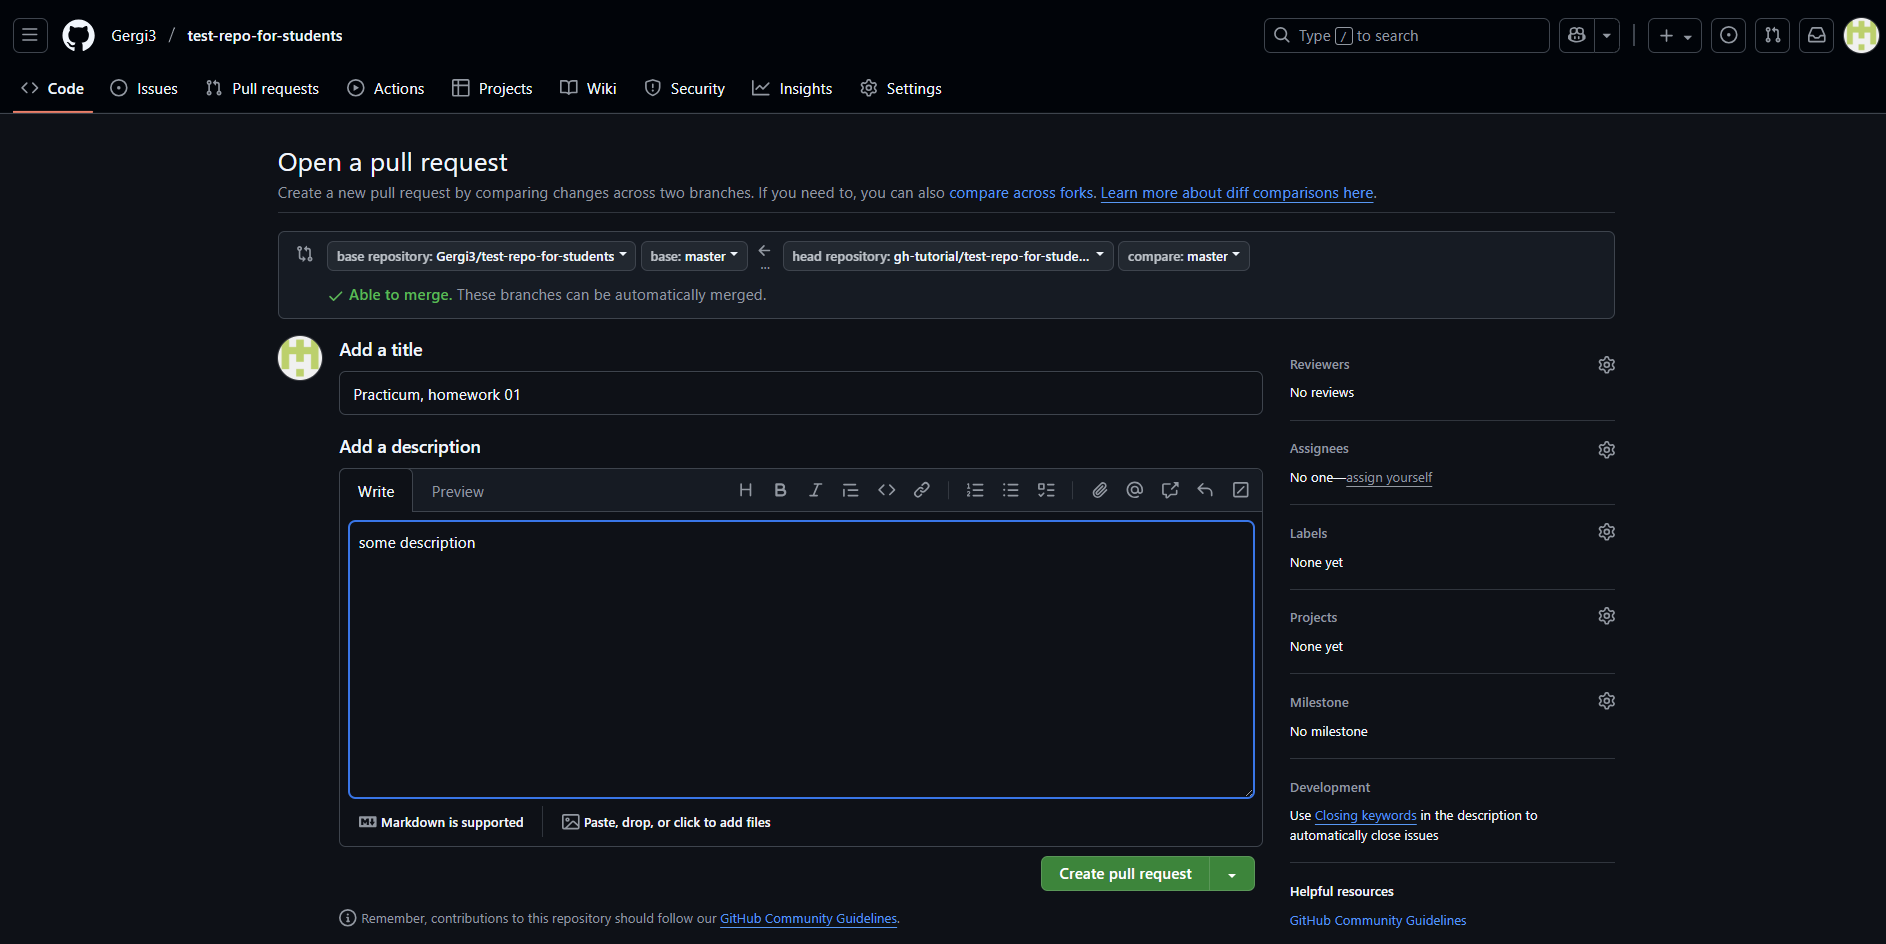 Gergi3 / test-repo-for-students
Type / to search
Code Issues Pull requests Actions Projects Wiki Security Insights Settings
Open a pull request
Create a new pull request by comparing changes across two branches. If you need to, you can also compare across forks. Learn more about diff comparisons here.
base repository: Gergi3/test-repo-for-students base: master ... head repository: gh-tutorial/test-repo-for-stude... compare: master
Able to merge. These branches can be automatically merged.
Add a title
Practicum, homework 01
Add a description
Write Preview
some description
Markdown is supported
Paste, drop, or click to add files
Create pull request
Remember, contributions to this repository should follow our GitHub Community Guidelines.
Reviewers
No reviews
Assignees
No one—assign yourself
Labels
None yet
Projects
None yet
Milestone
No milestone
Development
Use Closing keywords in the description to
automatically close issues
Helpful resources
GitHub Community Guidelines